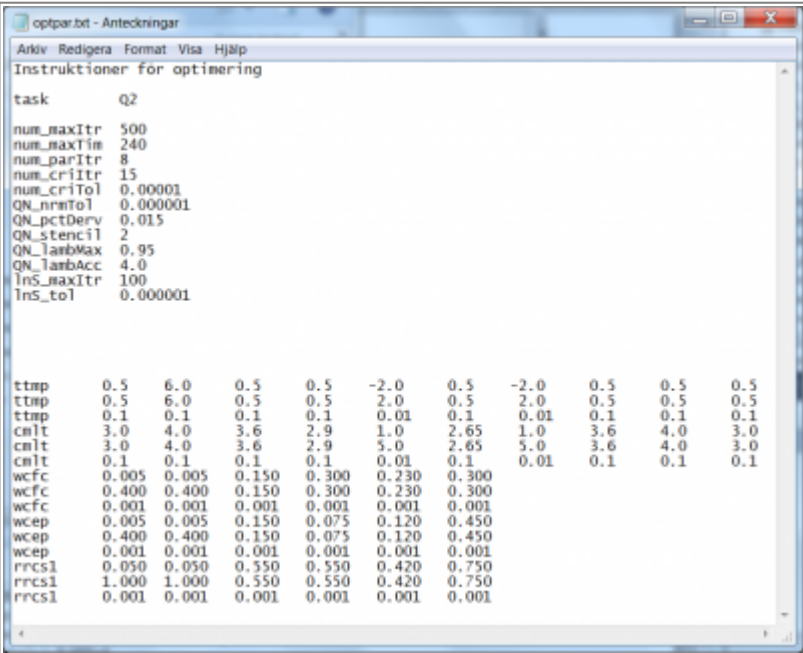 optpar.txt - Anteckningar
Arkiv Redigera Format Visa Hjälp
Instruktioner för optimering
task Q2
num_maxItr 500
num_maxTim 240
num_parItr 8
num_criItr 15
num_criTol 0.00001
QN_nrmTol 0.000001
QN_pctDerv 0.015
QN_stencil 2
QN_lambMax 0.95
QN_lambAcc 4.0
lnS_maxItr 100
lnS_tol 0.000001
ttmp 0.5 6.0 0.5 0.5 -2.0 0.5 -2.0 0.5 0.5 0.5
ttmp 0.5 6.0 0.5 0.5 2.0 0.5 2.0 0.5 0.5 0.5
ttmp 0.1 0.1 0.1 0.1 0.01 0.1 0.01 0.1 0.1 0.1
cmlt 3.0 4.0 3.6 2.9 1.0 2.65 1.0 3.6 4.0 3.0
cmlt 3.0 4.0 3.6 2.9 5.0 2.65 5.0 3.6 4.0 3.0
cmlt 0.1 0.1 0.1 0.1 0.01 0.1 0.01 0.1 0.1 0.1
wcfc 0.005 0.005 0.150 0.300 0.230 0.300
wcfc 0.400 0.400 0.150 0.300 0.230 0.300
wcfc 0.001 0.001 0.001 0.001 0.001 0.001
wcep 0.005 0.005 0.150 0.075 0.120 0.450
wcep 0.400 0.400 0.150 0.075 0.120 0.450
wcep 0.001 0.001 0.001 0.001 0.001 0.001
rrcs1 0.050 0.050 0.550 0.550 0.420 0.750
rrcs1 1.000 1.000 0.550 0.550 0.420 0.750
rrcs1 0.001 0.001 0.001 0.001 0.001 0.001